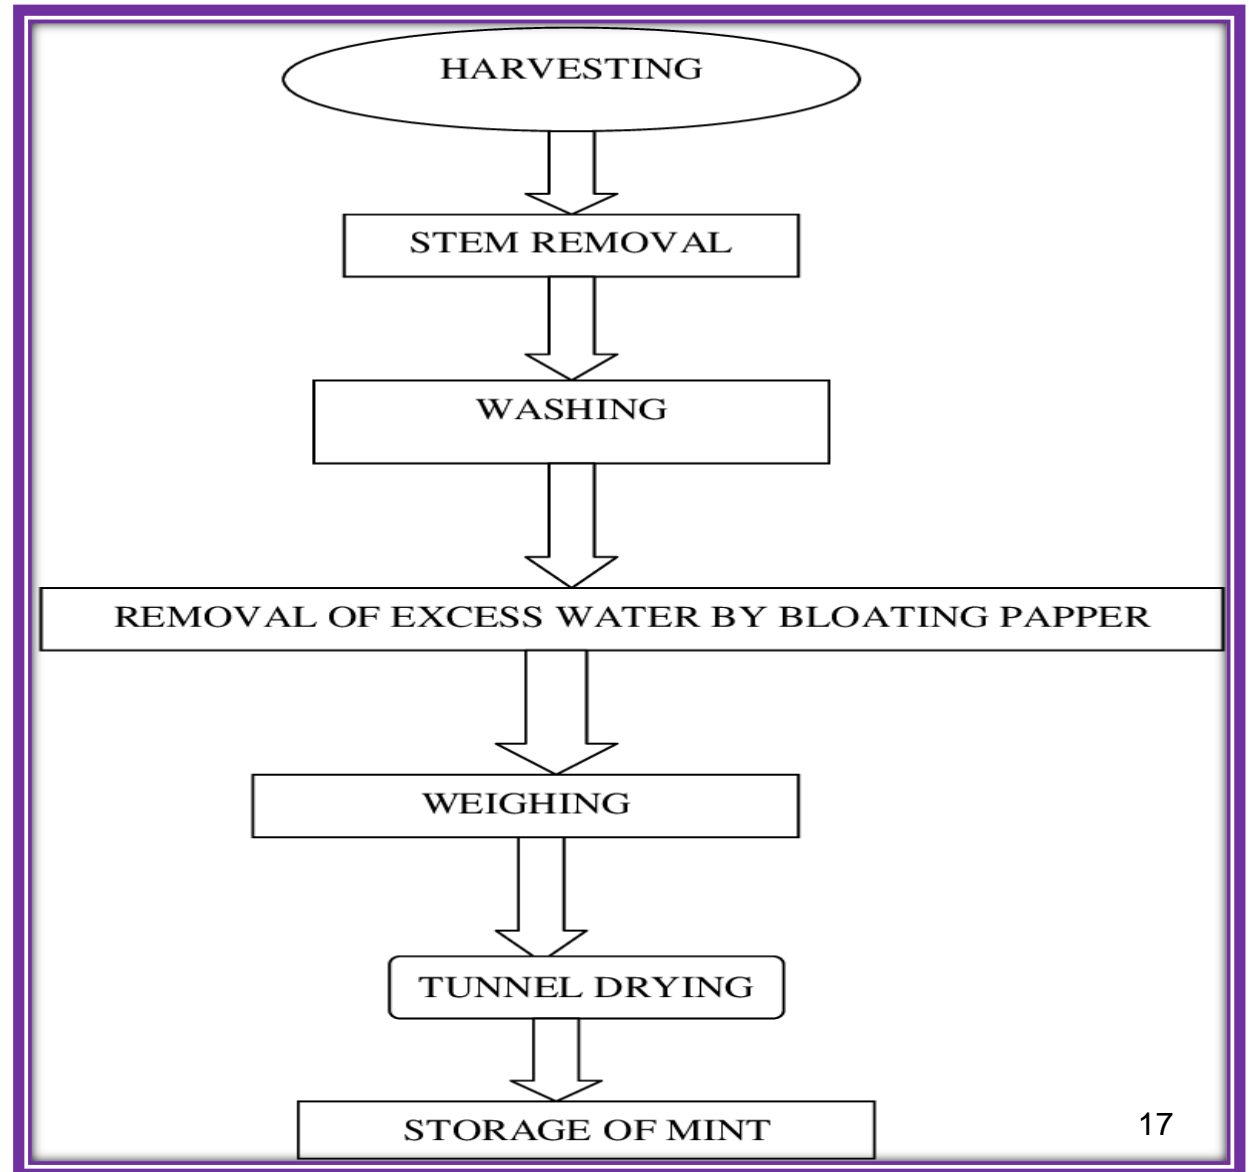 HARVESTING
STEM REMOVAL
WASHING
REMOVAL OF EXCESS WATER BY BLOATING PAPPER
WEIGHING
TUNNEL DRYING
STORAGE OF MINT
17